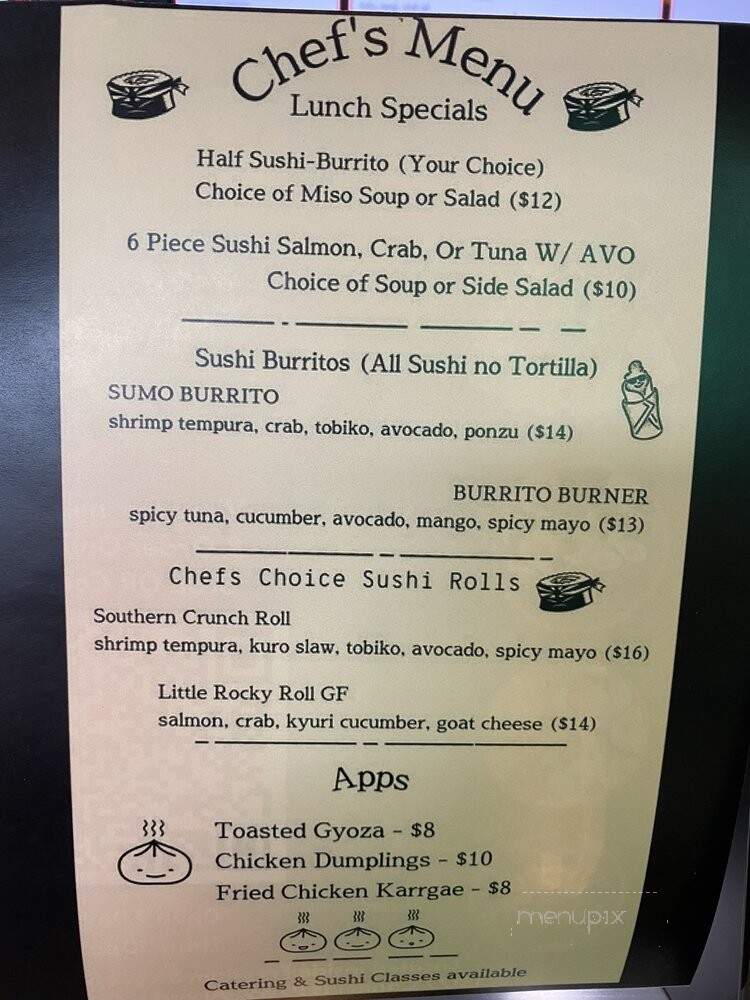 Chef's Menu
Lunch Specials
Half Sushi-Burrito (Your Choice)
Choice of Miso Soup or Salad ($12)
6 Piece Sushi Salmon, Crab, Or Tuna W/ AVO
Choice of Soup or Side Salad ($10)
Sushi Burritos (All Sushi no Tortilla)
SUMO BURRITO
shrimp tempura, crab, tobiko, avocado, ponzu ($14)
BURRITO BURNER
spicy tuna, cucumber, avocado, mango, spicy mayo ($13)
Chefs Choice Sushi Rolls
Southern Crunch Roll
shrimp tempura, kuro slaw, tobiko, avocado, spicy mayo ($16)
Little Rocky Roll GF
salmon, crab, kyuri cucumber, goat cheese ($14)
Apps
Toasted Gyoza - $8
Chicken Dumplings - $10
Fried Chicken Karrgae - $8
menupix
Catering & Sushi Classes available